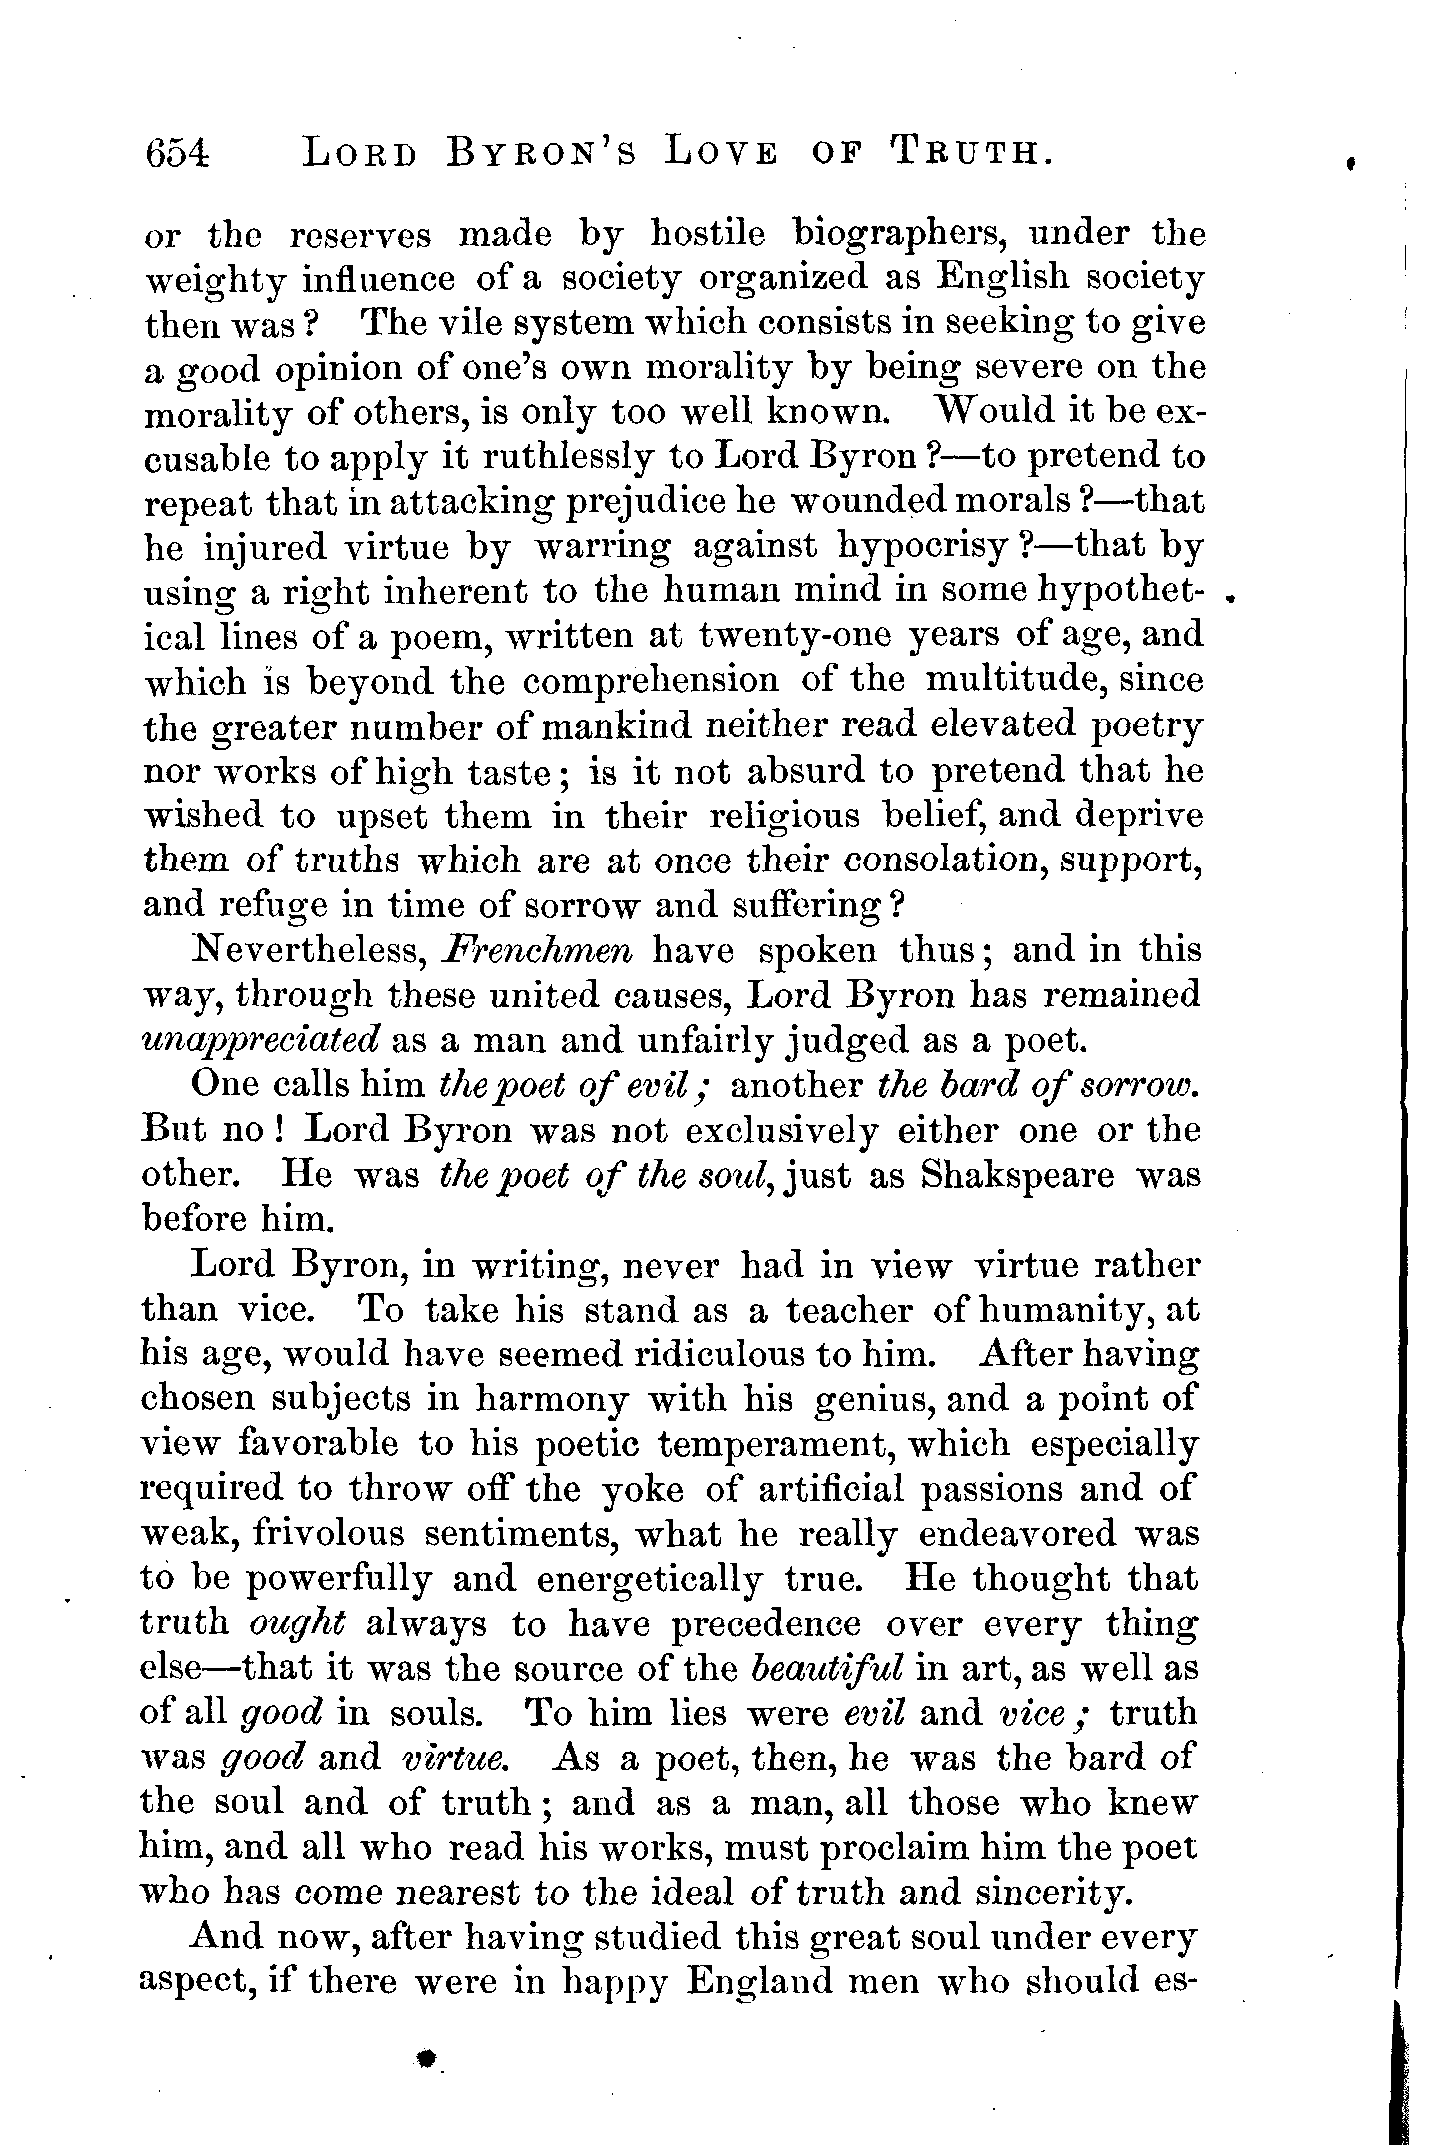 654 LORD BYRON'S LOVE OF TRUTH.
or the reserves made by hostile biographers, under the
weighty influence of a society organized as English society
then was? The vile system which consists in seeking to give
a good opinion of one's own morality by being severe on the
morality of others, is only too well known. Would it be ex-
cusable to apply it ruthlessly to Lord Byron?—to pretend to
repeat that in attacking prejudice he wounded morals?—that
he injured virtue by warring against hypocrisy?—that by
using a right inherent to the human mind in some hypothet-
ical lines of a poem, written at twenty-one years of age, and
which is beyond the comprehension of the multitude, since
the greater number of mankind neither read elevated poetry
nor works of high taste; is it not absurd to pretend that he
wished to upset them in their religious belief, and deprive
them of truths which are at once their consolation, support,
and refuge in time of sorrow and suffering?
Nevertheless, Frenchmen have spoken thus; and in this
way, through these united causes, Lord Byron has remained
unappreciated as a man and unfairly judged as a poet.
One calls him the poet of evil; another the bard of sorrow.
But no! Lord Byron was not exclusively either one or the
other. He was the poet of the soul, just as Shakspeare was
before him.
Lord Byron, in writing, never had in view virtue rather
than vice. To take his stand as a teacher of humanity, at
his age, would have seemed ridiculous to him. After having
chosen subjects in harmony with his genius, and a point of
view favorable to his poetic temperament, which especially
required to throw off the yoke of artificial passions and of
weak, frivolous sentiments, what he really endeavored was
to be powerfully and energetically true. He thought that
truth ought always to have precedence over every thing
else—that it was the source of the beautiful in art, as well as
of all good in souls. To him lies were evil and vice; truth
was good and virtue. As a poet, then, he was the bard of
the soul and of truth; and as a man, all those who knew
him, and all who read his works, must proclaim him the poet
who has come nearest to the ideal of truth and sincerity.
And now, after having studied this great soul under every
aspect, if there were in happy England men who should es-